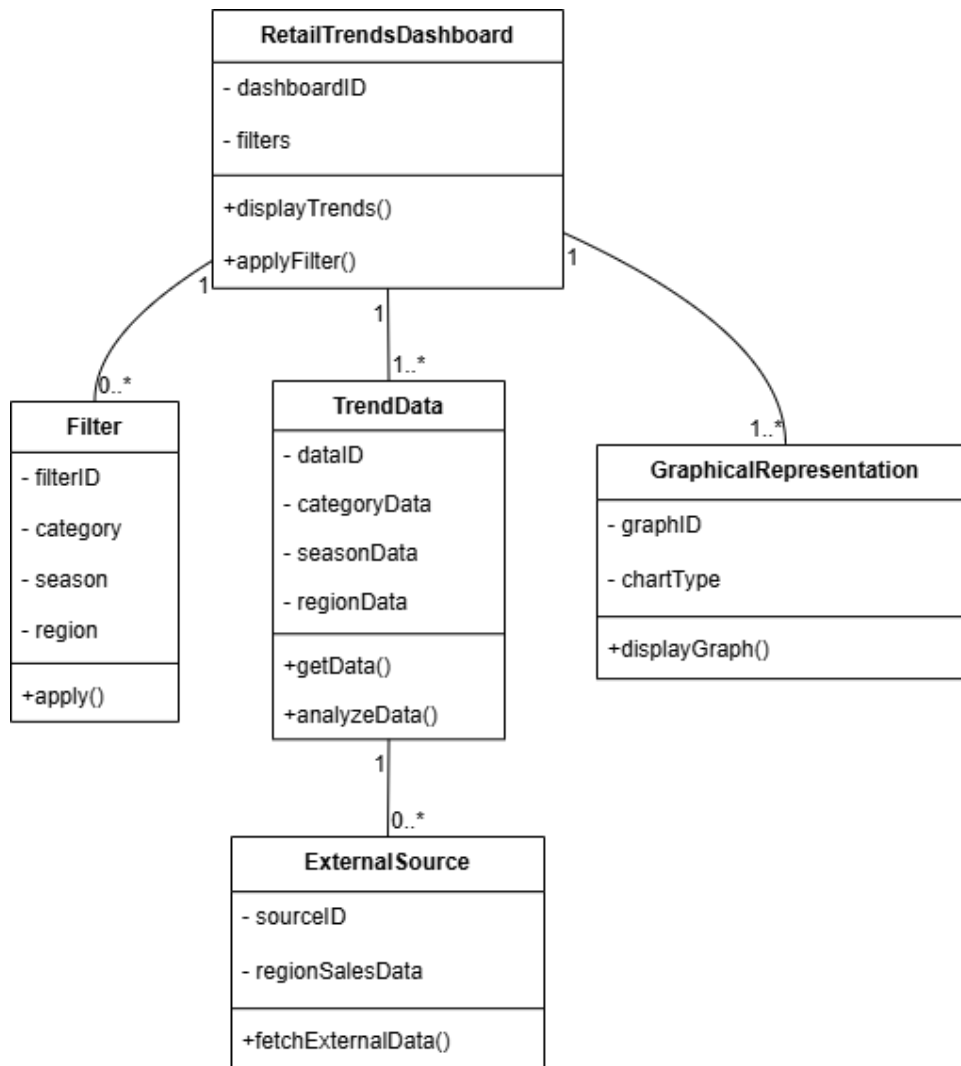 RetailTrendsDashboard
- dashboardID
- filters
+displayTrends()
+applyFilter()
1
1
1
0..*
1..*
1..*
Filter
- filterID
- category
- season
- region
+apply()
TrendData
- dataID
- categoryData
- seasonData
- regionData
+getData()
+analyzeData()
GraphicalRepresentation
- graphID
- chartType
+displayGraph()
1
0..*
ExternalSource
- sourceID
- regionSalesData
+fetchExternalData()